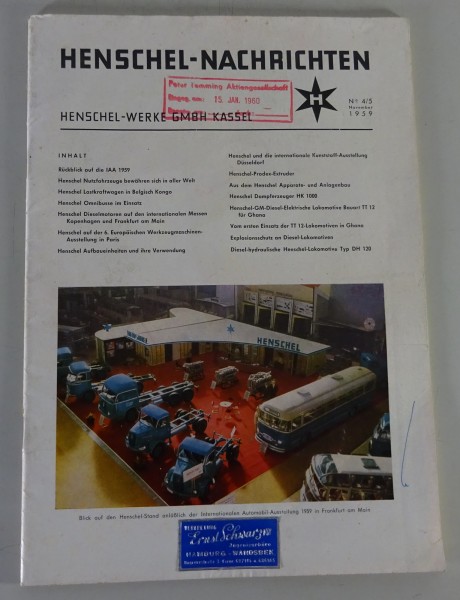 HENSCHEL-NACHRICHTEN
Peter Temming Aktiengesellschaft
Eingeg. am: 15. JAN. 1960
H
HENSCHEL-WERKE GMBH KASSEL
Nº 4/5
November
1959
INHALT
Rückblick auf die IAA 1959
Henschel Nutzfahrzeuge bewähren sich in aller Welt
Henschel Lastkraftwagen in Belgisch Kongo
Henschel Omnibusse im Einsatz
Henschel Dieselmotoren auf den internationalen Messen
Kopenhagen und Frankfurt am Main
Henschel auf der 6. Europäischen Werkzeugmaschinen-
Ausstellung in Paris
Henschel Aufbaueinheiten und ihre Verwendung
Henschel und die internationale Kunststoff-Ausstellung
Düsseldorf
Henschel-Prodex-Extruder
Aus dem Henschel Apparate- und Anlagenbau
Henschel Dampferzeuger HK 1000
Henschel-GM-Diesel-Elektrische Lokomotive Bauart TT 12
für Ghana
Vom ersten Einsatz der TT 12-Lokomotiven in Ghana
Explosionsschutz an Diesel-Lokomotiven
Diesel-hydraulische Henschel-Lokomotive Typ DH 120
HENSCHEL
Blick auf den Henschel-Stand anläßlich der Internationalen Automobil-Ausstellung 1959 in Frankfurt am Main
Ernst Schwarzer
HAMBURG-WANDSBEK